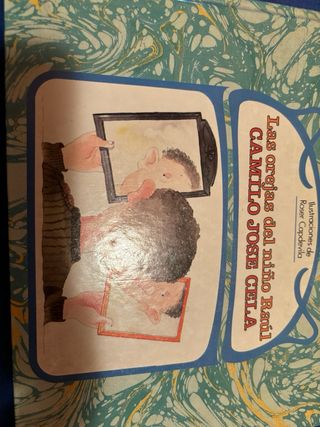 Ilustraciones de
Roser Capdevila
Las orejas del niño Raúl
CAMILO JOSE CELA